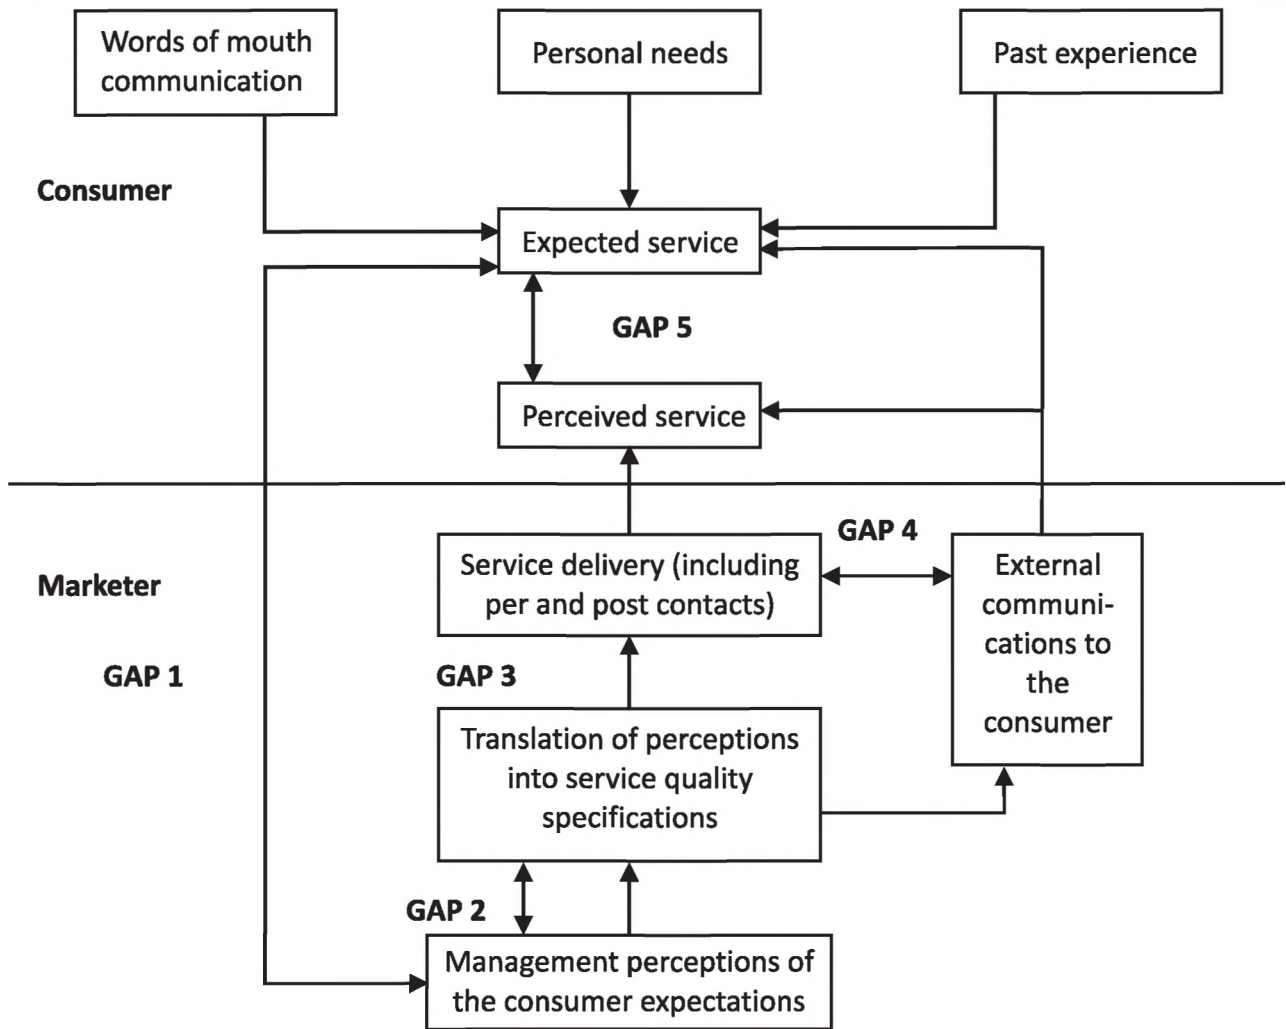 Words of mouth
communication
Personal needs
Past experience
Consumer
Expected service
GAP 5
Perceived service
GAP 4
Marketer
Service delivery (including
per and post contacts)
External
communi-
cations to
the
consumer
GAP 1
GAP 3
Translation of perceptions
into service quality
specifications
GAP 2
Management perceptions of
the consumer expectations